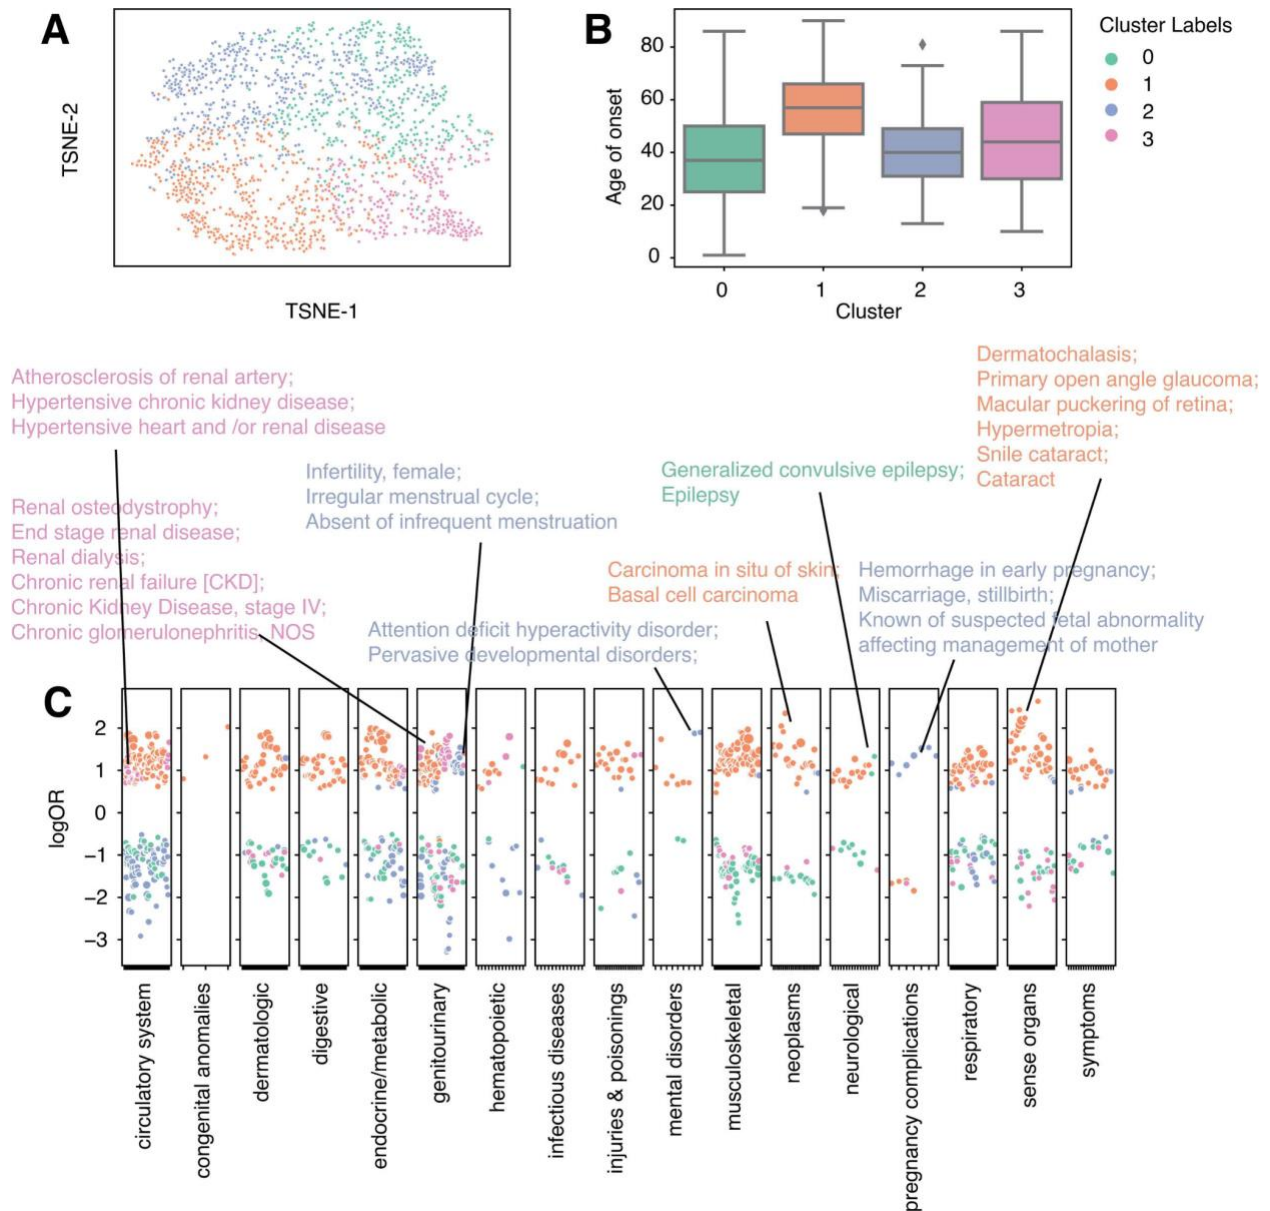 A
TSNE-2
TSNE-1
B
Age of onset
80
60
40
20
0
0
1
2
3
Cluster
Cluster Labels
0
1
2
3
Atherosclerosis of renal artery;
Hypertensive chronic kidney disease;
Hypertensive heart and /or renal disease
Renal osteodystrophy;
End stage renal disease;
Renal dialysis;
Chronic renal failure [CKD];
Chronic Kidney Disease, stage IV;
Chronic glomerulonephritis, NOS
Infertility, female;
Irregular menstrual cycle;
Absent of infrequent menstruation
Attention deficit hyperactivity disorder;
Pervasive developmental disorders;
Carcinoma in situ of skin;
Basal cell carcinoma
Generalized convulsive epilepsy;
Epilepsy
Hemorrhage in early pregnancy;
Miscarriage, stillbirth;
Known of suspected fetal abnormality
affecting management of mother
Dermatochalasis;
Primary open angle glaucoma;
Macular puckering of retina;
Hypermetropia;
Snile cataract;
Cataract
C
logOR
2
1
0
−1
−2
−3
circulatory system
congenital anomalies
dermatologic
digestive
endocrine/metabolic
genitourinary
hematopoietic
infectious diseases
injuries & poisonings
mental disorders
musculoskeletal
neoplasms
neurological
pregnancy complications
respiratory
sense organs
symptoms